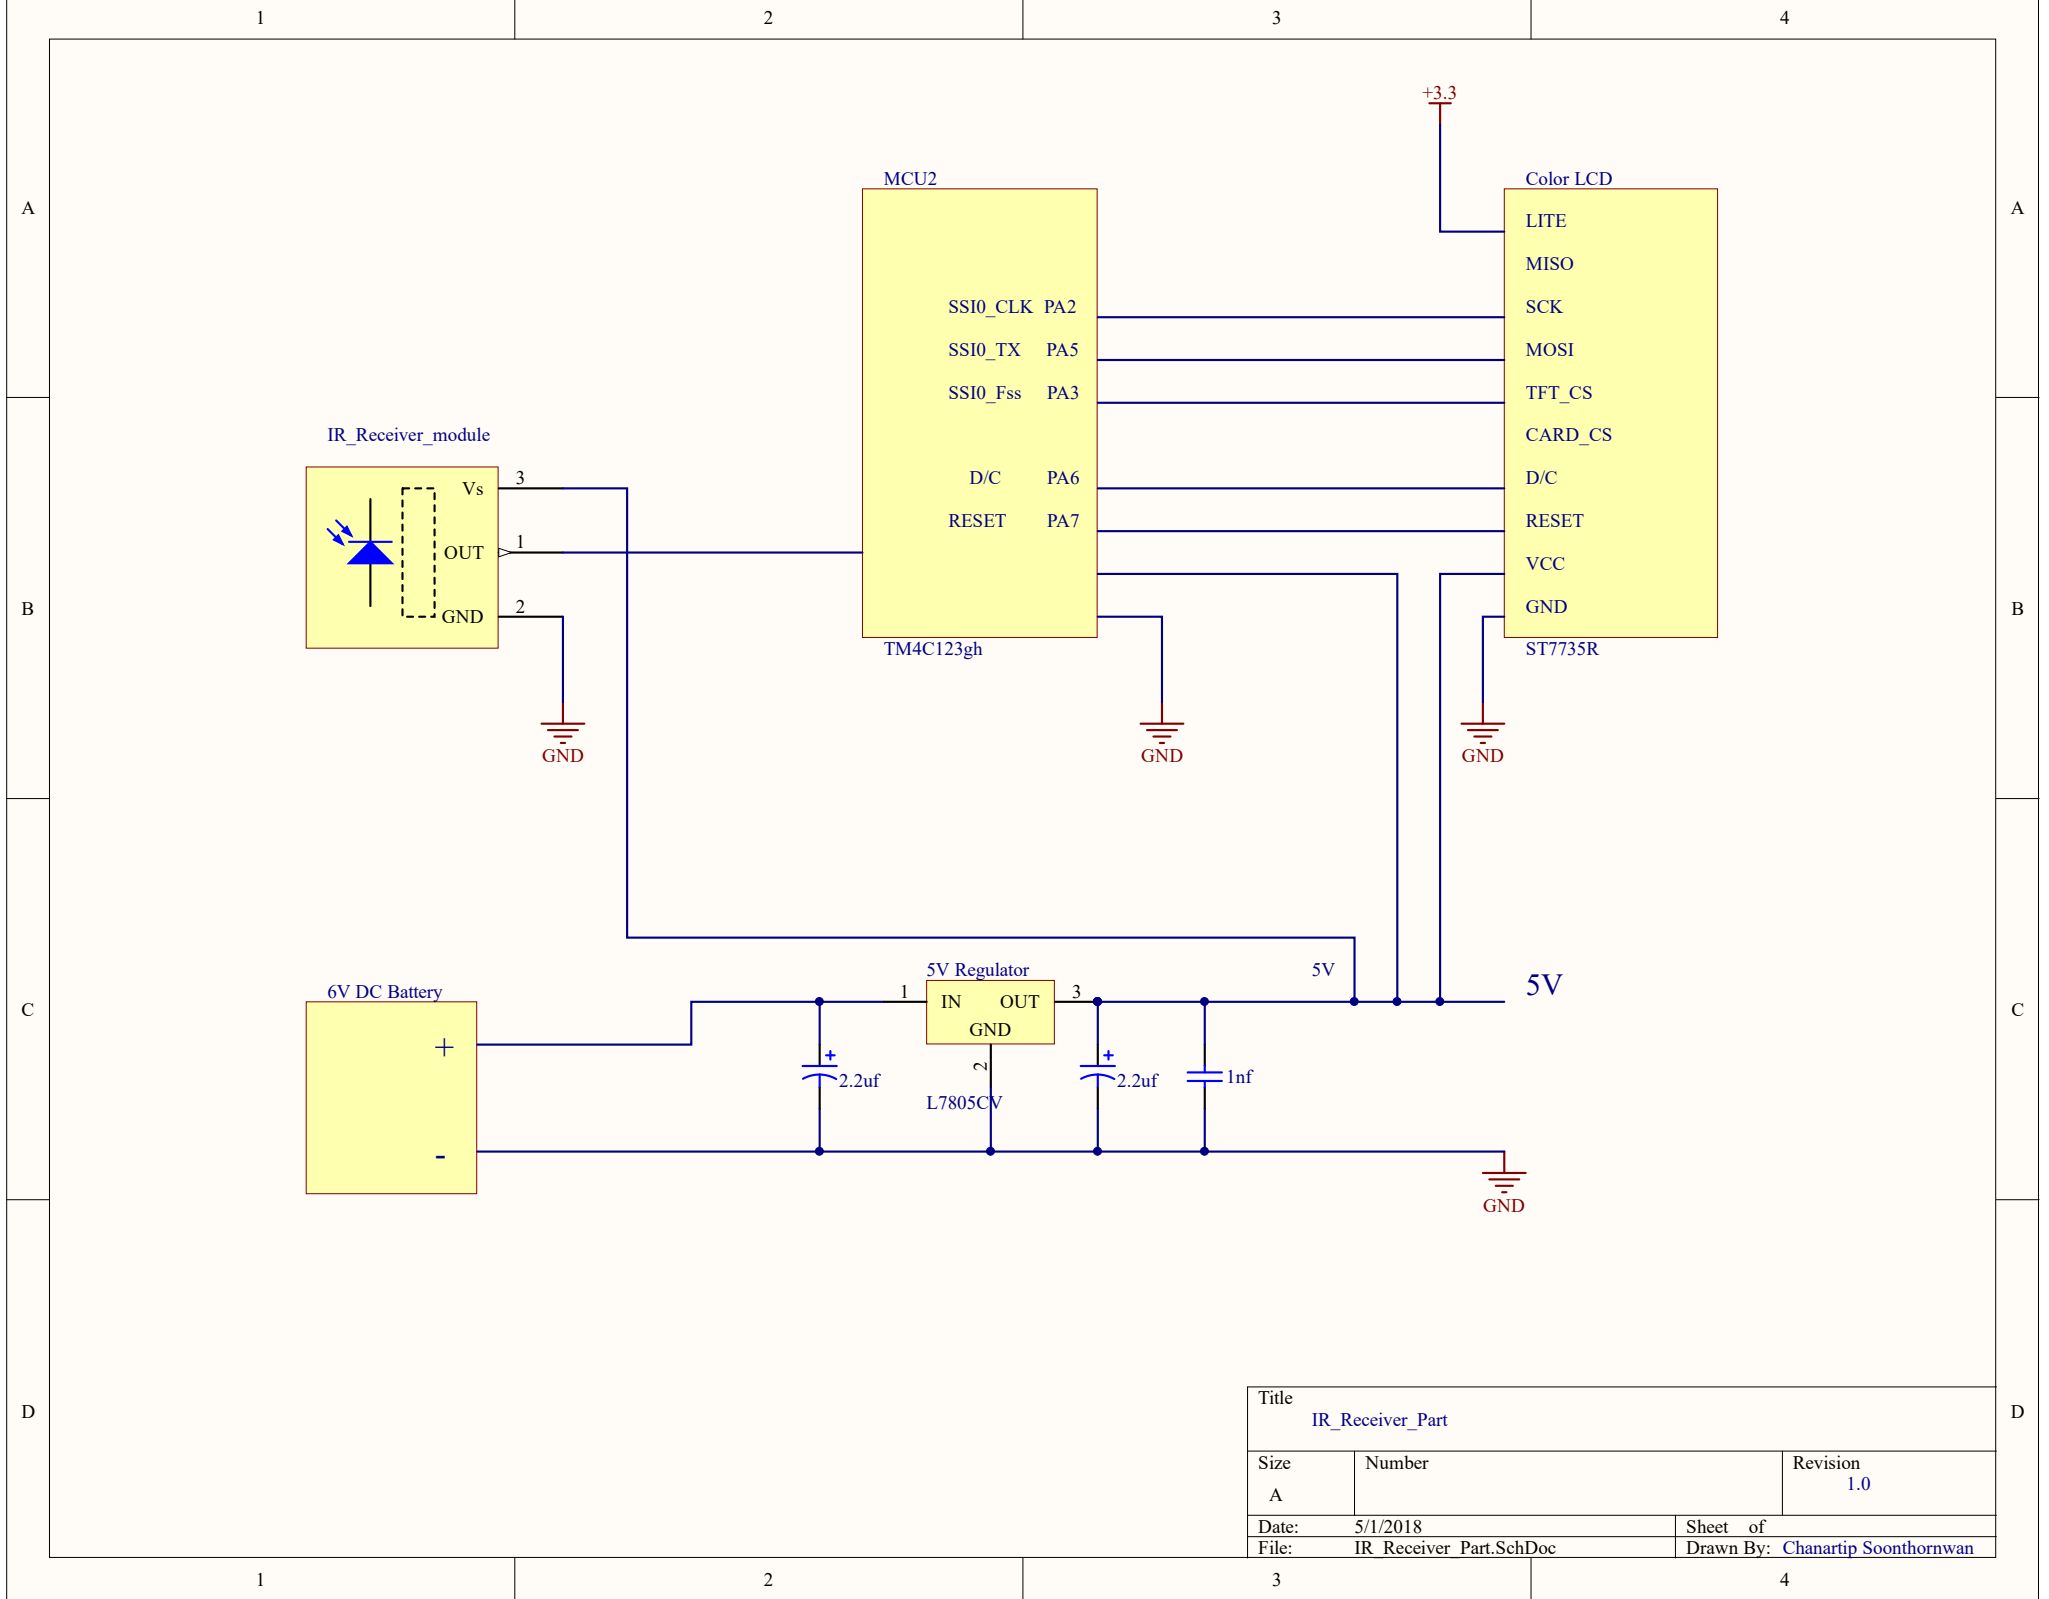 1 2 3 4
+3.3
MCU2
Color LCD
A A
LITE
MISO
SSI0_CLK PA2 SCK
SSI0_TX PA5 MOSI
SSI0_Fss PA3 TFT_CS
IR_Receiver_module
CARD_CS
Vs 3
D/C PA6 D/C
RESET PA7 RESET
OUT 1
VCC
GND 2
GND
B B
TM4C123gh
ST7735R
GND
GND
GND
5V Regulator
5V
5V
6V DC Battery
1 IN OUT 3
C C
GND
+
+
+
2
2.2uf
2.2uf
1nf
L7805CV
-
GND
Title
IR_Receiver_Part
D D
Size Number Revision
1.0
A
Date: 5/1/2018 Sheet of
File: IR_Receiver_Part.SchDoc Drawn By: Chanartip Soonthornwan
1 2 3 4